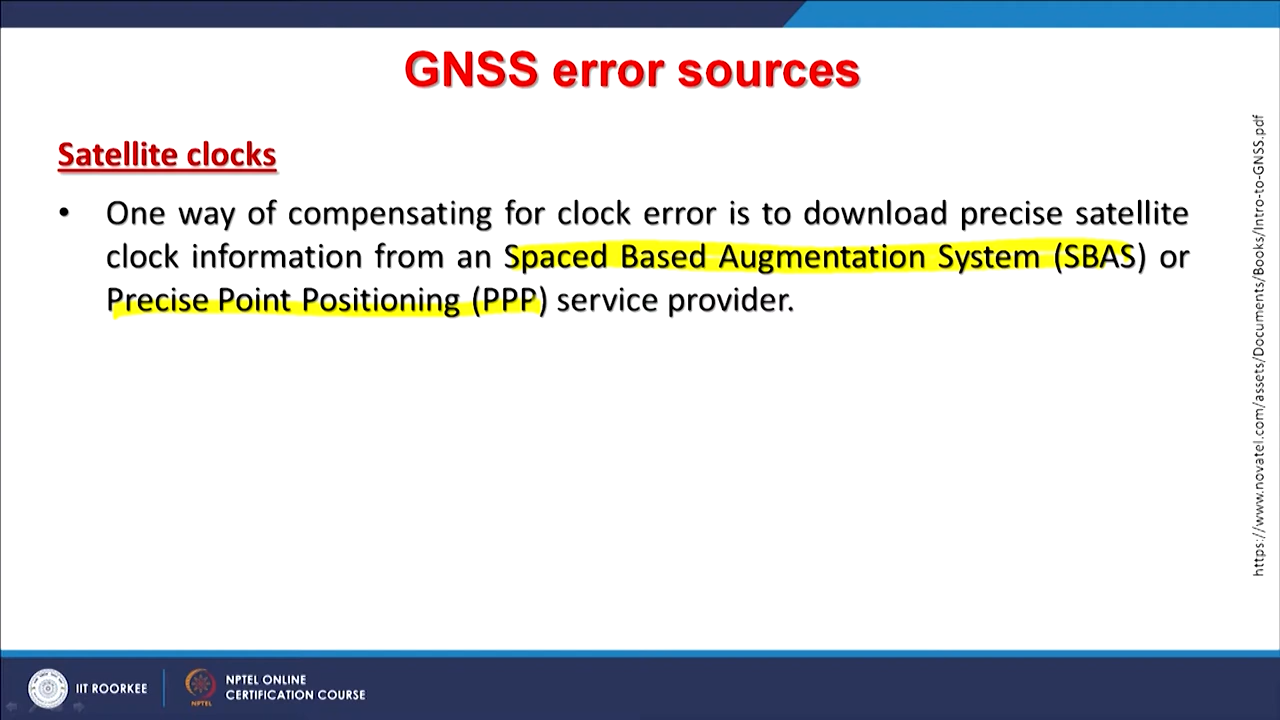 GNSS error sources
Satellite clocks
• One way of compensating for clock error is to download precise satellite
clock information from an Spaced Based Augmentation System (SBAS) or
Precise Point Positioning (PPP) service provider.
https://www.novatel.com/assets/Documents/Books/Intro-to-GNSS.pdf
IIT ROORKEE
NPTEL
NPTEL ONLINE
CERTIFICATION COURSE